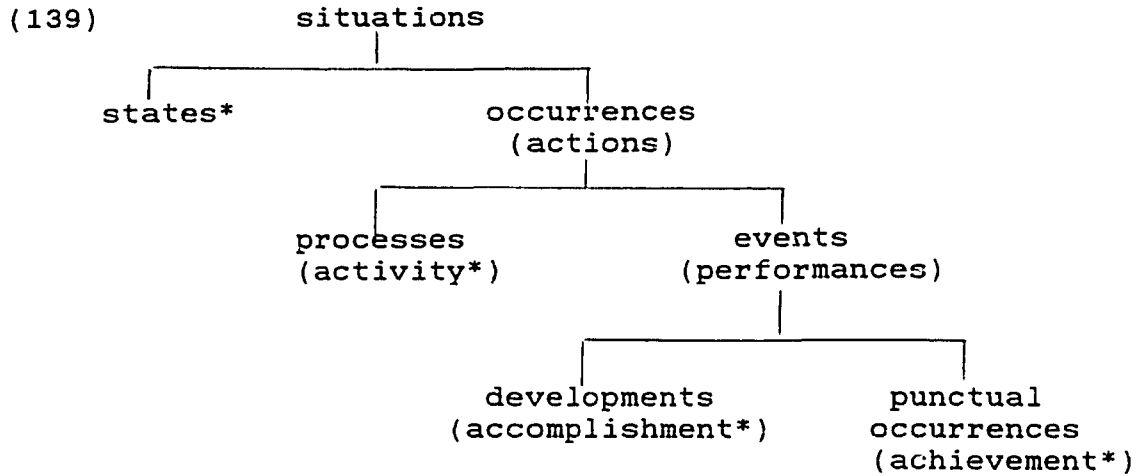 (139) situations
states* occurrences
(actions)
processes events
(activity*) (performances)
developments punctual
(accomplishment*) occurrences
(achievement*)